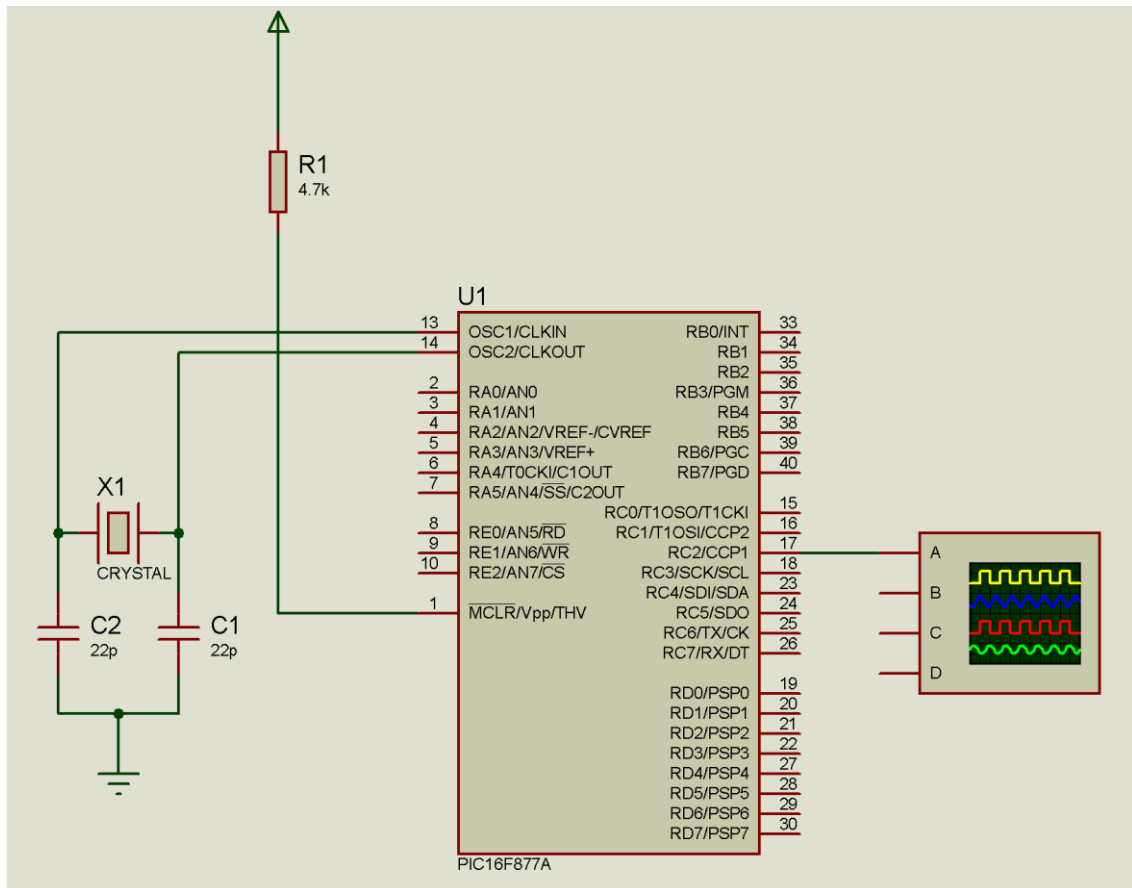 R1
4.7k
U1
13 OSC1/CLKIN RB0/INT 33
14 OSC2/CLKOUT RB1 34
RB2 35
2 RA0/AN0 RB3/PGM 36
3 RA1/AN1 RB4 37
4 RA2/AN2/VREF-/CVREF RB5 38
5 RA3/AN3/VREF+ RB6/PGC 39
6 RA4/T0CKI/C1OUT RB7/PGD 40
7 RA5/AN4/SS/C2OUT
RC0/T1OSO/T1CKI 15
8 RE0/AN5/RD RC1/T1OSI/CCP2 16
9 RE1/AN6/WR RC2/CCP1 17
10 RE2/AN7/CS RC3/SCK/SCL 18
RC4/SDI/SDA 23
1 MCLR/Vpp/THV RC5/SDO 24
RC6/TX/CK 25
RC7/RX/DT 26
RD0/PSP0 19
RD1/PSP1 20
RD2/PSP2 21
RD3/PSP3 22
RD4/PSP4 27
RD5/PSP5 28
RD6/PSP6 29
RD7/PSP7 30
PIC16F877A
X1
CRYSTAL
C2
22p
C1
22p
A
B
C
D